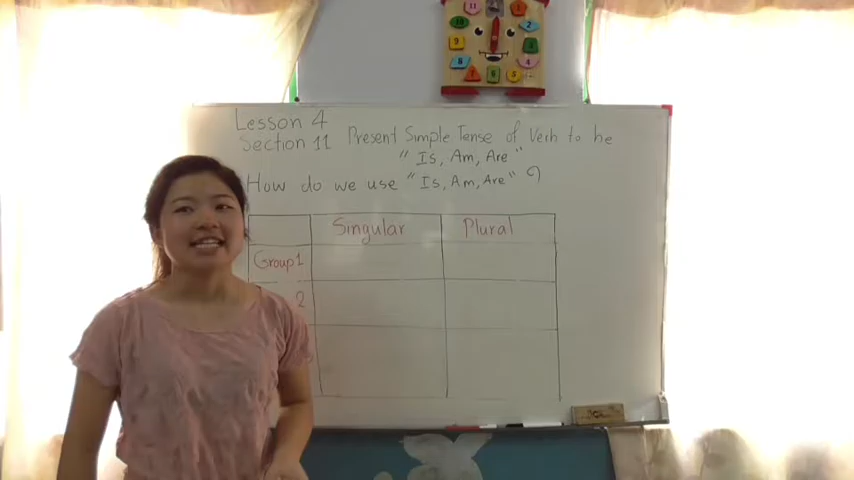 Lesson 4
Section 11 Present Simple Tense of Verb to be
"Is, Am, Are"
How do we use "Is, Am, Are" ?
Singular Plural
Group1
2